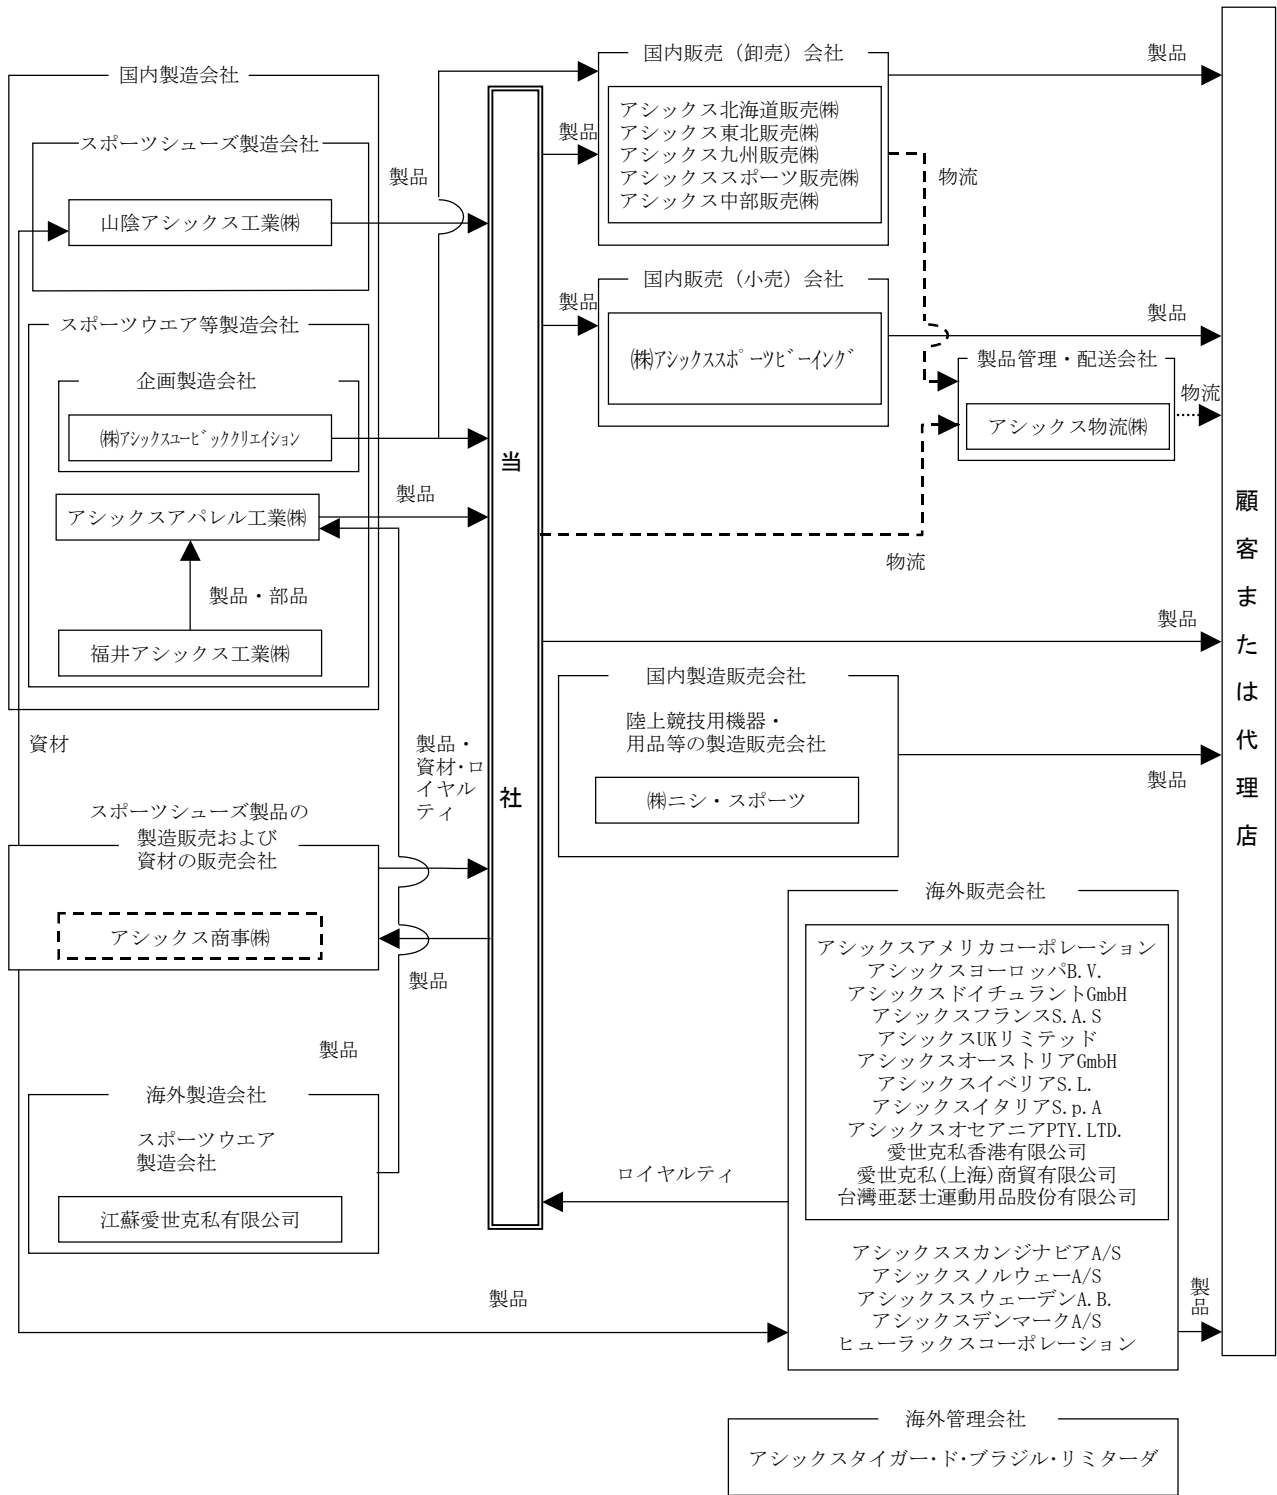 国内製造会社
スポーツシューズ製造会社
山陰アシックス工業㈱
スポーツウエア等製造会社
企画製造会社
㈱アシックスユービッククリエイション
アシックスアパレル工業㈱
製品・部品
福井アシックス工業㈱
資材
スポーツシューズ製品の
製造販売および
資材の販売会社
アシックス商事㈱
製品
海外製造会社
スポーツウエア
製造会社
江蘇愛世克私有限公司
製品
製品
製品・
資材・ロ
イヤル
ティ
製品
製品
当
社
国内販売（卸売）会社
製品
アシックス北海道販売㈱
アシックス東北販売㈱
アシックス九州販売㈱
アシックススポーツ販売㈱
アシックス中部販売㈱
製品
物流
国内販売（小売）会社
製品
㈱アシックススポーツビーイング
製品
製品管理・配送会社
アシックス物流㈱
物流
物流
製品
国内製造販売会社
陸上競技用機器・
用品等の製造販売会社
㈱ニシ・スポーツ
製品
海外販売会社
アシックスアメリカコーポレーション
アシックスヨーロッパB.V.
アシックスドイチュラントGmbH
アシックスフランスS.A.S
アシックスUKリミテッド
アシックスオーストリアGmbH
アシックスイベリアS.L.
アシックスイタリアS.p.A
アシックスオセアニアPTY.LTD.
愛世克私香港有限公司
愛世克私(上海)商貿有限公司
台灣亜瑟士運動用品股份有限公司
ロイヤルティ
アシックススカンジナビアA/S
アシックスノルウェーA/S
アシックススウェーデンA.B.
アシックスデンマークA/S
ヒューラックスコーポレーション
製
品
顧
客
ま
た
は
代
理
店
海外管理会社
アシックスタイガー・ド・ブラジル・リミターダ